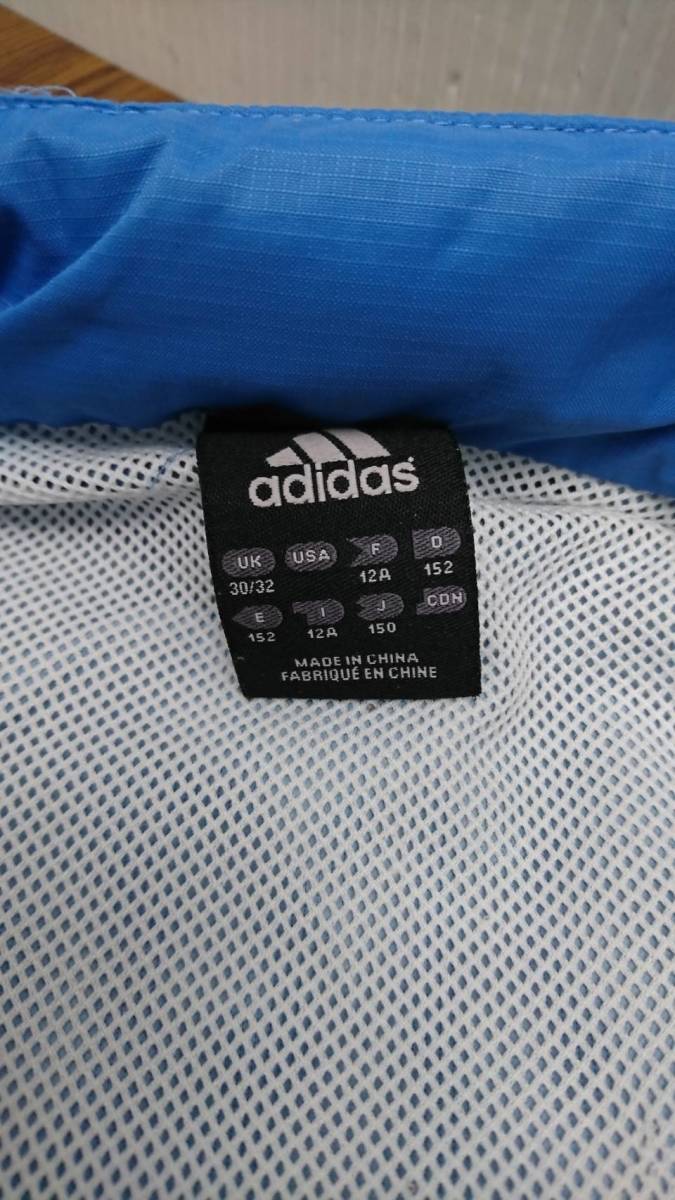 adidas
UK USA F D
30/32 12A 152
E I J CDN
152 12A 150
MADE IN CHINA
FABRIQUÉ EN CHINE